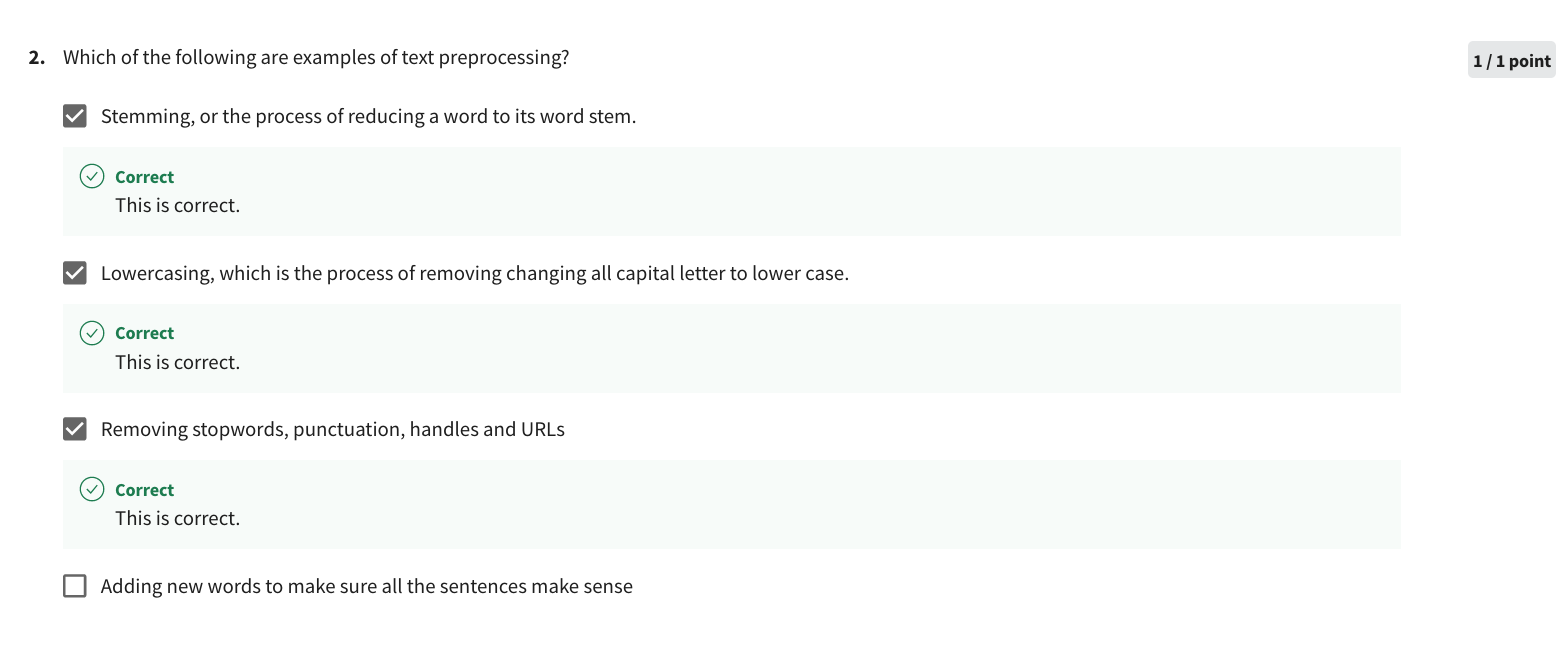 2. Which of the following are examples of text preprocessing?
1 / 1 point
Stemming, or the process of reducing a word to its word stem.
Correct
This is correct.
Lowercasing, which is the process of removing changing all capital letter to lower case.
Correct
This is correct.
Removing stopwords, punctuation, handles and URLs
Correct
This is correct.
Adding new words to make sure all the sentences make sense